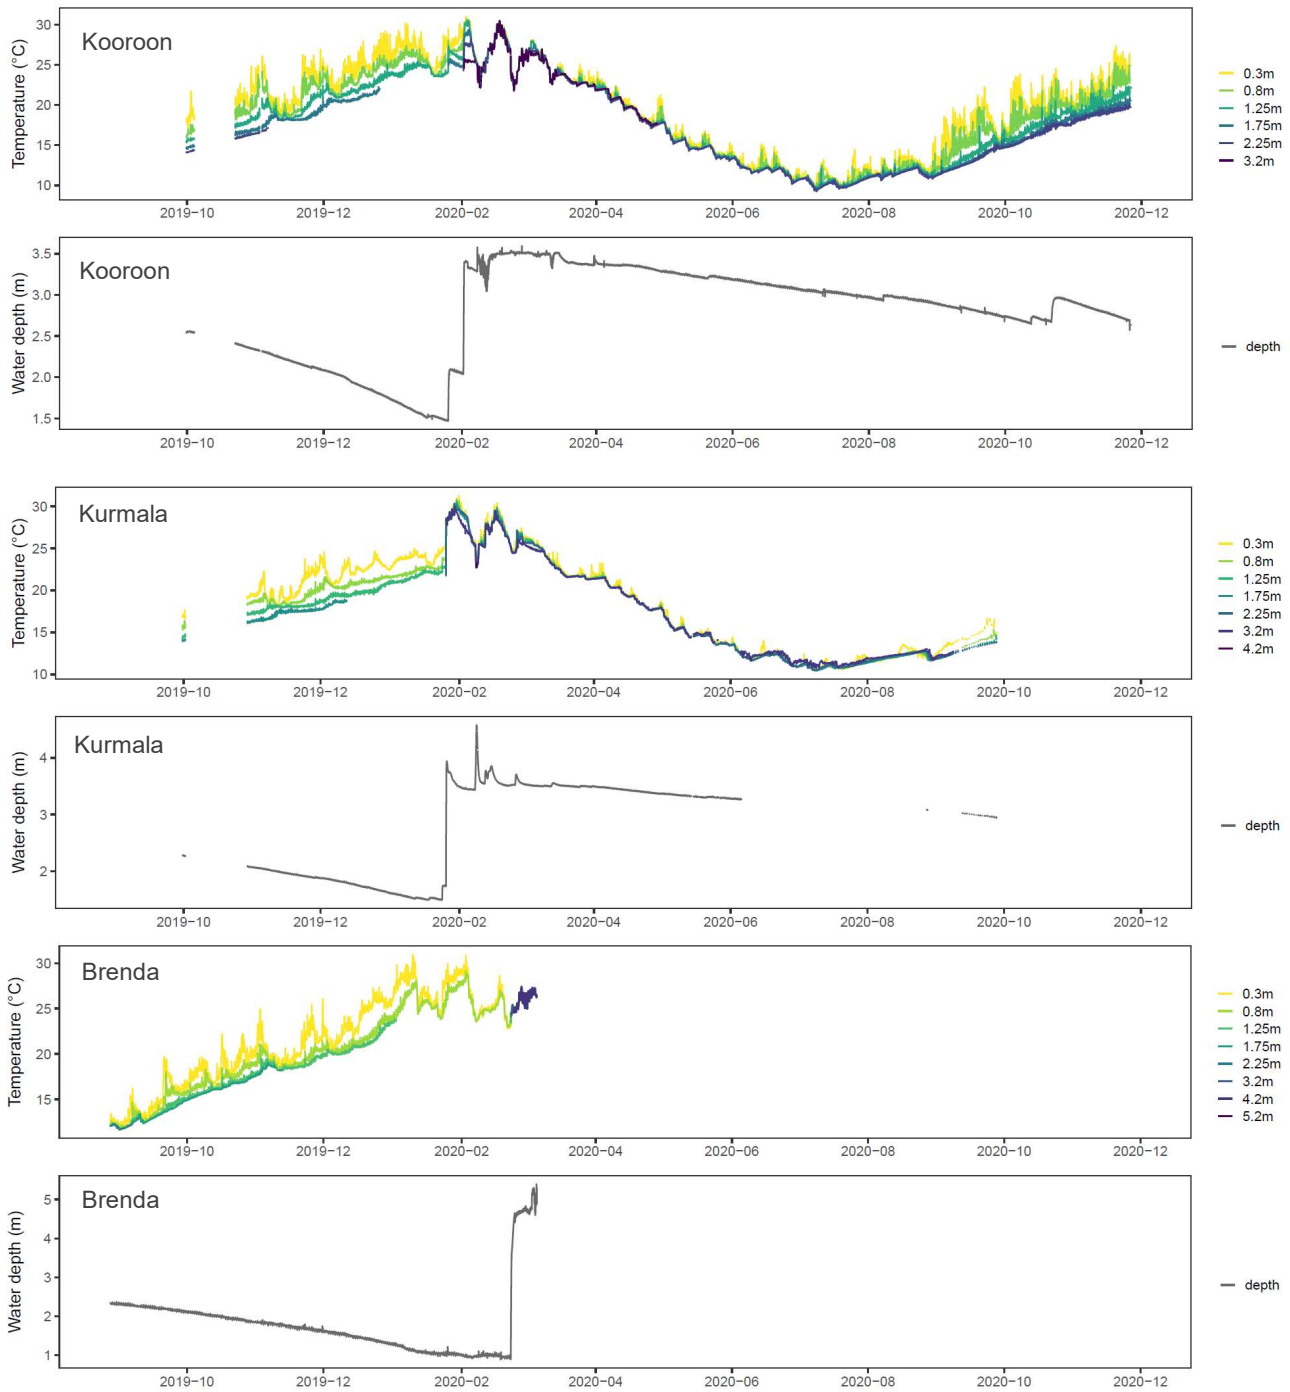 Kooroon
Temperature (°C)
30
25
20
15
10
2019−10 2019−12 2020−02 2020−04 2020−06 2020−08 2020−10 2020−12
0.3m
0.8m
1.25m
1.75m
2.25m
3.2m
Kooroon
Water depth (m)
3.5
3.0
2.5
2.0
1.5
2019−10 2019−12 2020−02 2020−04 2020−06 2020−08 2020−10 2020−12
depth
Kurmala
Temperature (°C)
30
25
20
15
10
2019−10 2019−12 2020−02 2020−04 2020−06 2020−08 2020−10 2020−12
0.3m
0.8m
1.25m
1.75m
2.25m
3.2m
4.2m
Kurmala
Water depth (m)
4
3
2
2019−10 2019−12 2020−02 2020−04 2020−06 2020−08 2020−10 2020−12
depth
Brenda
Temperature (°C)
30
25
20
15
2019−10 2019−12 2020−02 2020−04 2020−06 2020−08 2020−10 2020−12
0.3m
0.8m
1.25m
1.75m
2.25m
3.2m
4.2m
5.2m
Brenda
Water depth (m)
5
4
3
2
1
2019−10 2019−12 2020−02 2020−04 2020−06 2020−08 2020−10 2020−12
depth